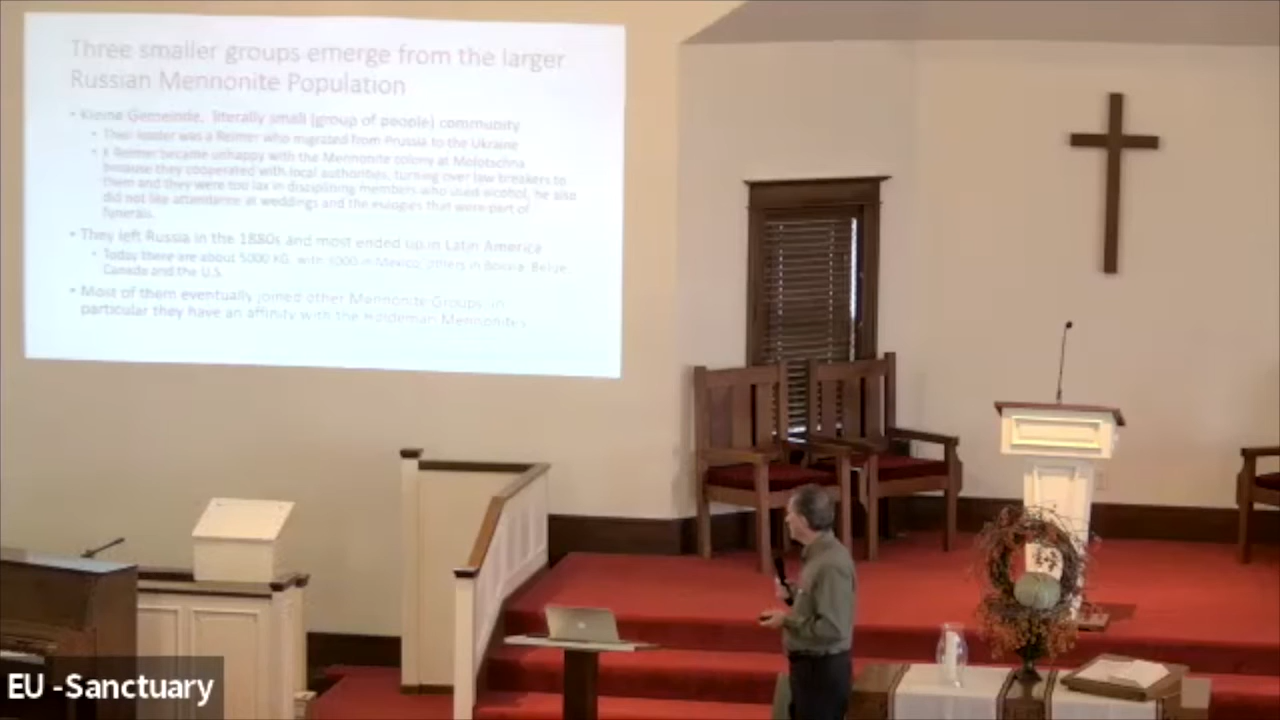 Three smaller groups emerge from the larger
Russian Mennonite Population
• Kleine Gemeinde, literally small (group of people) community
• Their leader was a Reimer who migrated from Prussia to the Ukraine
• Reimer became unhappy with the Mennonite colony at Molotschna
because they cooperated with local authorities, turning over law breakers to
them and they were too lax in disciplining members who used alcohol, he also
did not like attendance at weddings and the eulogies that were part of
funerals.
• They left Russia in the 1880s and most ended up in Latin America
• Today there are about 5000 KG, with in Mexico others in Bolivia, Belize,
Canada and the U.S.
• Most of them eventually joined other Mennonite Groups, in
particular they have an affinity with the Holdeman Mennonites
EU -Sanctuary